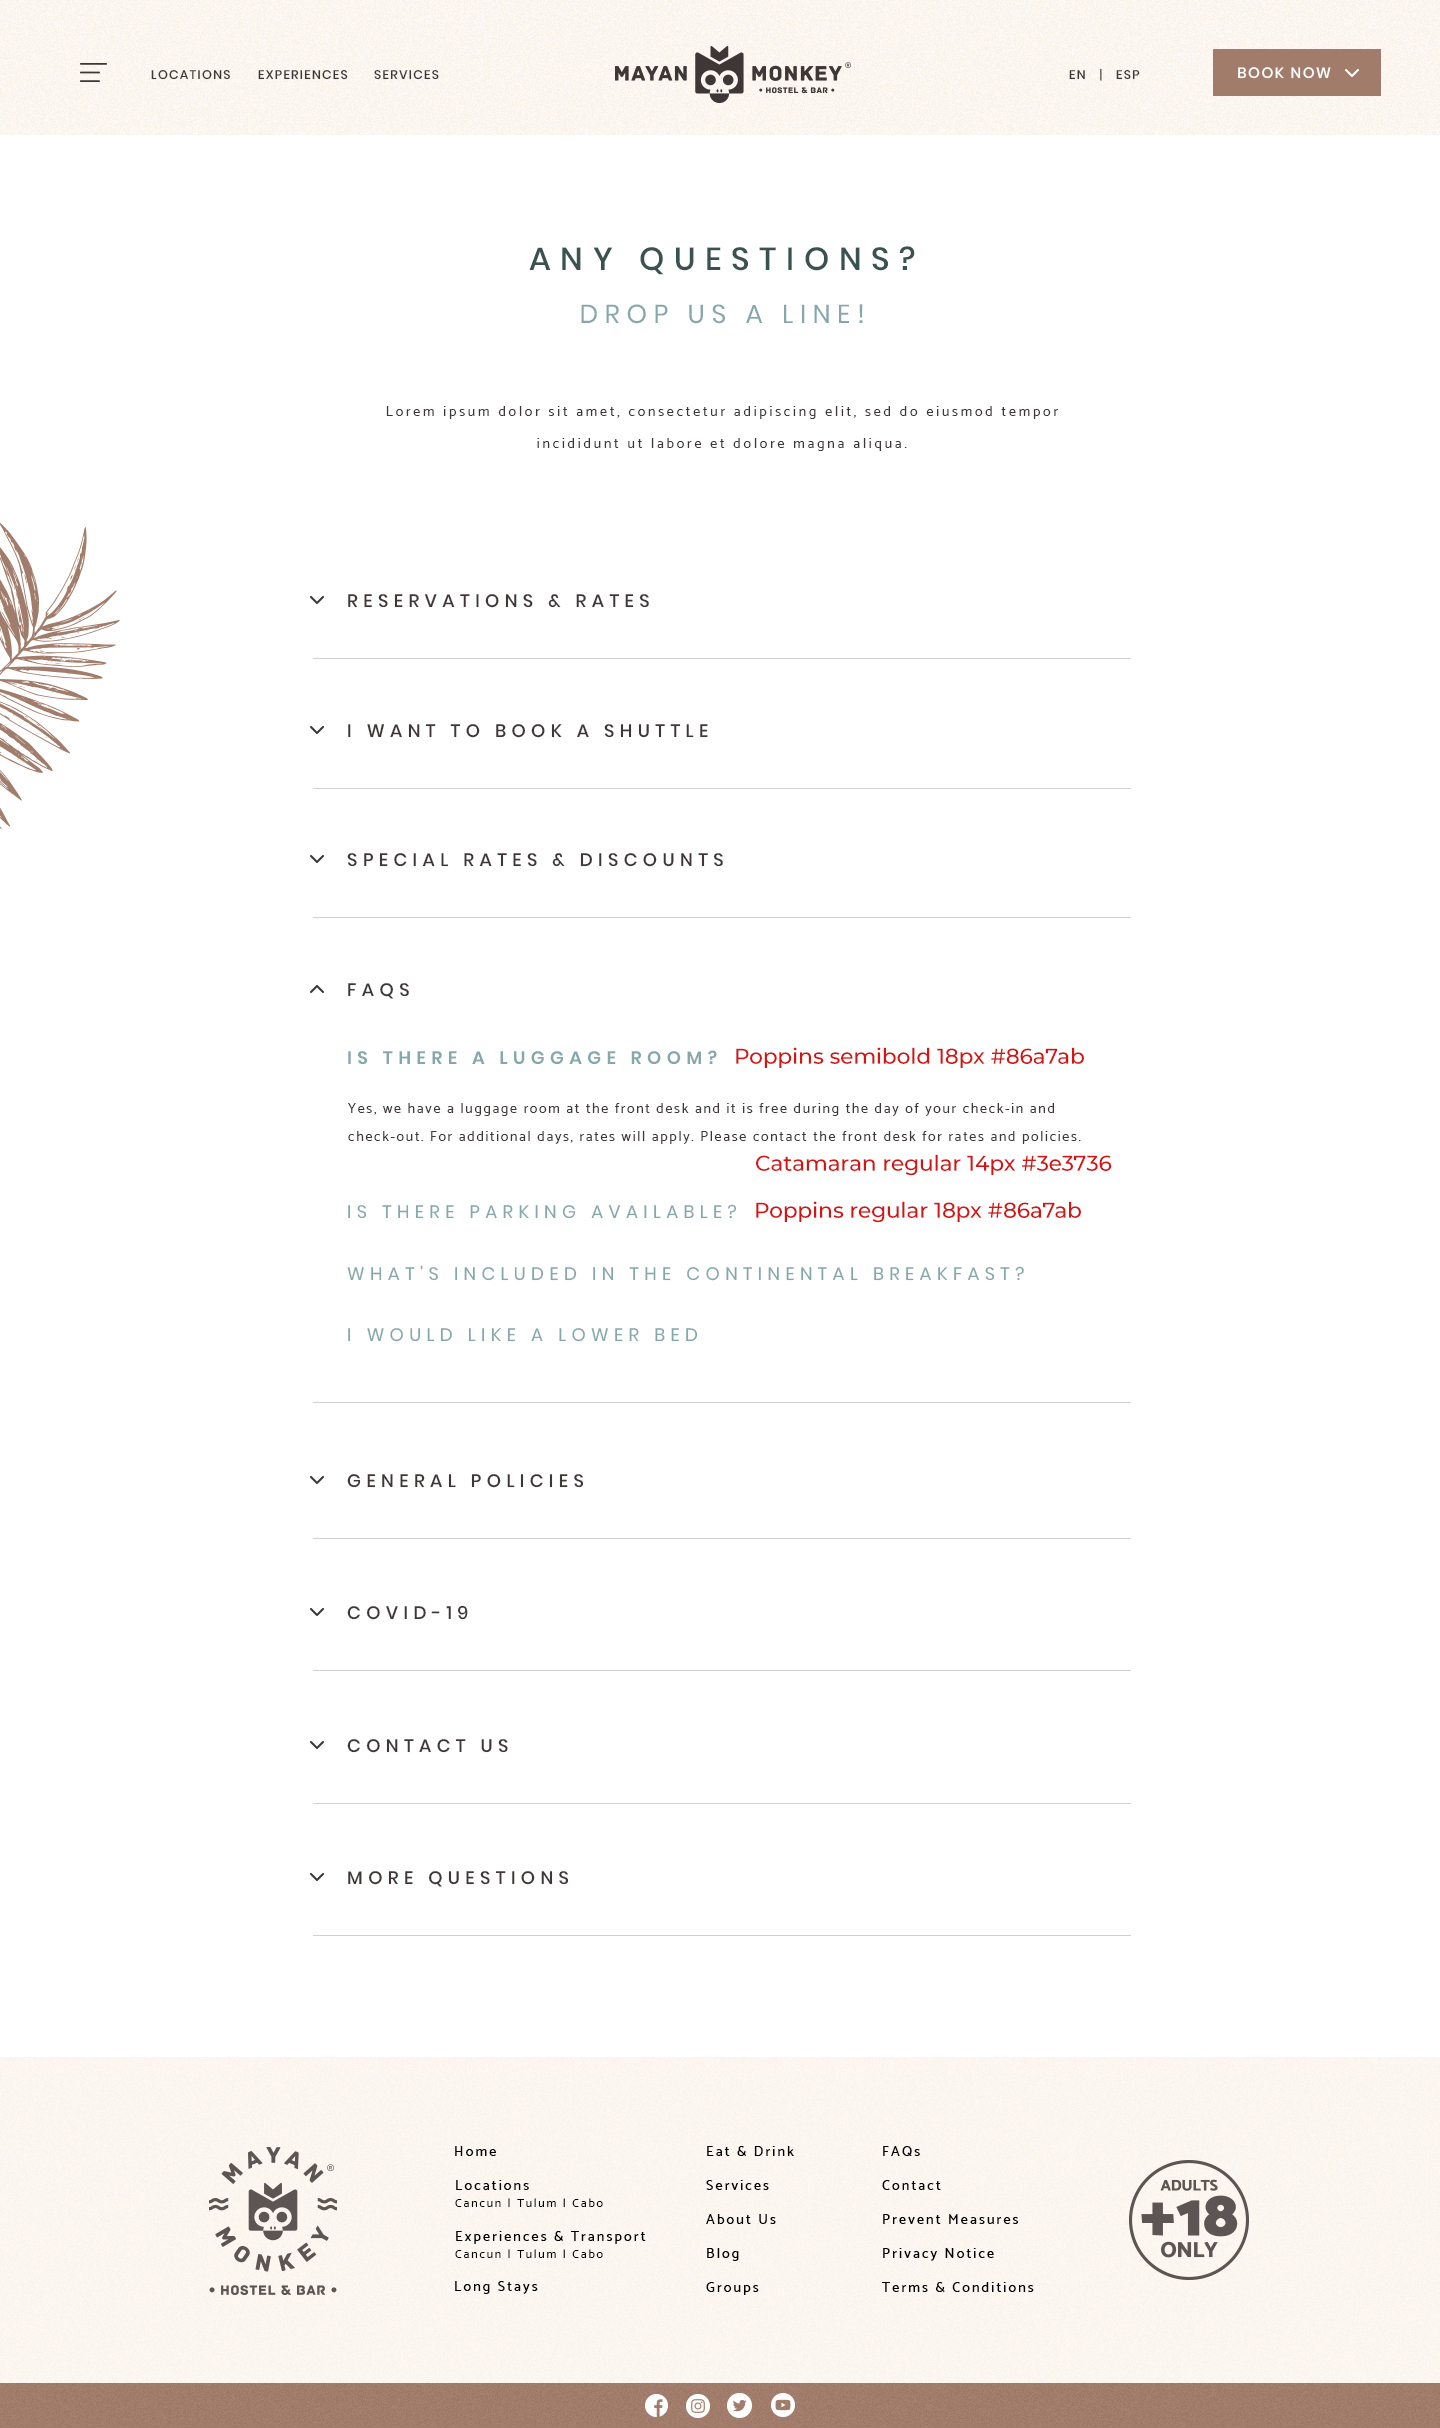 LOCATIONS EXPERIENCES SERVICES
MAYAN MONKEY®
• HOSTEL & BAR •
EN | ESP
BOOK NOW
ANY QUESTIONS?
DROP US A LINE!
Lorem ipsum dolor sit amet, consectetur adipiscing elit, sed do eiusmod tempor
incididunt ut labore et dolore magna aliqua.
RESERVATIONS & RATES
I WANT TO BOOK A SHUTTLE
SPECIAL RATES & DISCOUNTS
FAQS
IS THERE A LUGGAGE ROOM? Poppins semibold 18px #86a7ab
Yes, we have a luggage room at the front desk and it is free during the day of your check-in and
check-out. For additional days, rates will apply. Please contact the front desk for rates and policies.
Catamaran regular 14px #3e3736
IS THERE PARKING AVAILABLE? Poppins regular 18px #86a7ab
WHAT'S INCLUDED IN THE CONTINENTAL BREAKFAST?
I WOULD LIKE A LOWER BED
GENERAL POLICIES
COVID-19
CONTACT US
MORE QUESTIONS
MAYAN®
MONKEY
• HOSTEL & BAR •
Home
Locations
Cancun | Tulum | Cabo
Experiences & Transport
Cancun | Tulum | Cabo
Long Stays
Eat & Drink
Services
About Us
Blog
Groups
FAQs
Contact
Prevent Measures
Privacy Notice
Terms & Conditions
ADULTS
+18
ONLY